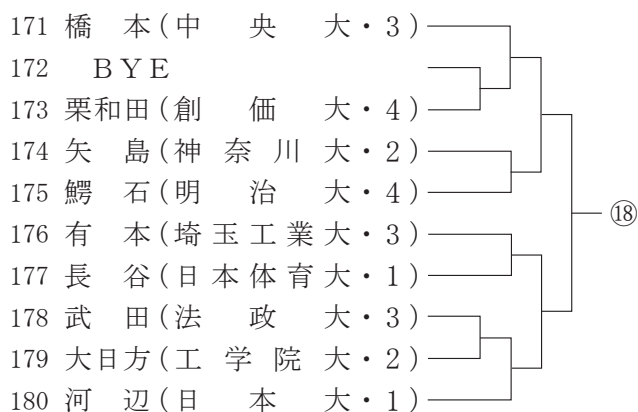 171 橋本(中央大・3)
172 BYE
173 栗和田(創価大・4)
174 矢島(神奈川大・2)
175 鰐石(明治大・4)
176 有本(埼玉工業大・3)
177 長谷(日本体育大・1)
178 武田(法政大・3)
179 大日方(工学院大・2)
180 河辺(日本大・1)
⑱